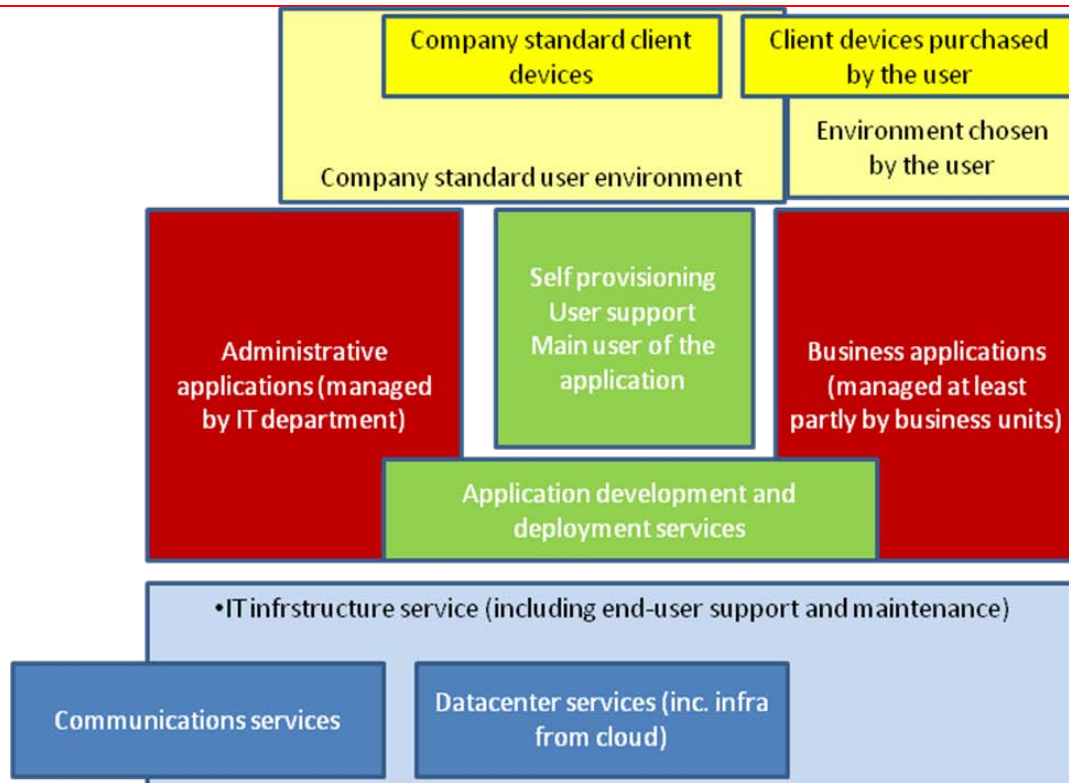 Company standard client
devices
Client devices purchased
by the user
Environment chosen
by the user
Company standard user environment
Administrative
applications (managed
by IT department)
Self provisioning
User support
Main user of the
application
Business applications
(managed at least
partly by business units)
Application development and
deployment services
•IT infrstructure service (including end-user support and maintenance)
Communications services
Datacenter services (inc. infra
from cloud)